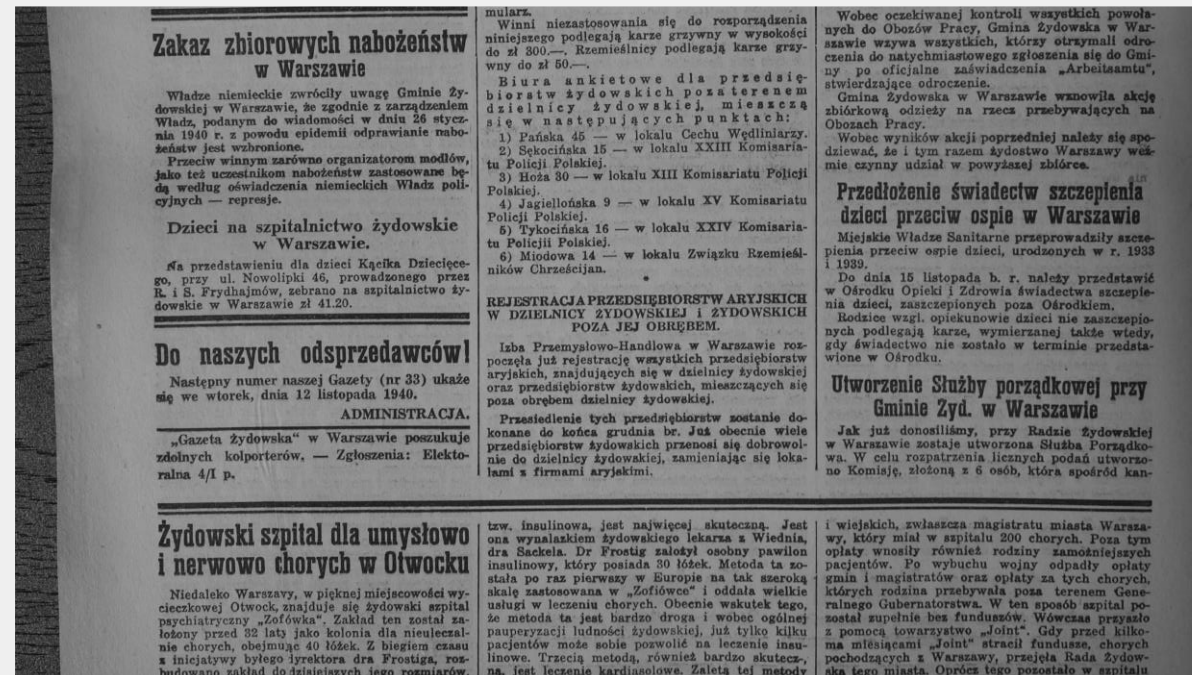 Zakaz zbiorowych nabożeństw
w Warszawie
Władze niemieckie zwróciły uwagę Gminie Ży-
dowskiej w Warszawie, że zgodnie z zarządzeniem
Władz, podanym do wiadomości w dniu 26 stycz-
nia 1940 r. z powodu epidemii odprawianie nabo-
żeństw jest wzbronione.
Przeciw winnym zarówno organizatorom modłów,
jako też uczestnikom nabożeństw zastosowane bę-
dą według oświadczenia niemieckich Władz poli-
cyjnych — represje.
Dzieci na szpitalnictwo żydowskie
w Warszawie.
Na przedstawieniu dla dzieci Kącika Dziecięce-
go, przy ul. Nowolipki 46, prowadzonego przez
R. i S. Frydhajmów, zebrano na szpitalnictwo ży-
dowskie w Warszawie zł 41.20.
Do naszych odsprzedawców!
Następny numer naszej Gazety (nr 33) ukaże
się we wtorek, dnia 12 listopada 1940.
ADMINISTRACJA.
„Gazeta żydowska" w Warszawie poszukuje
zdolnych kolporterów. — Zgłoszenia: Elekto-
ralna 4/I p.
mularz.
Winni niezastosowania się do rozporządzenia
niniejszego podlegają karze grzywny w wysokości
do zł 300.—. Rzemieślnicy podlegają karze grzy-
wny do zł 50.—.
Biura ankietowe dla przedsię-
biorstw żydowskich poza terenem
dzielnicy żydowskiej, mieszczą
się w następujących punktach:
1) Pańska 45 — w lokalu Cechu Wędliniarzy.
2) Sękocińska 15 — w lokalu XXIII Komisaria-
tu Policji Polskiej.
3) Hoża 30 — w lokalu XIII Komisariatu Policji
Polskiej.
4) Jagiellońska 9 — w lokalu XV Komisariatu
Policji Polskiej.
5) Tykocińska 16 — w lokalu XXIV Komisaria-
tu Policjii Polskiej.
6) Miodowa 14 — w lokalu Związku Rzemieśl-
ników Chrześcijan.
REJESTRACJA PRZEDSIĘBIORSTW ARYJSKICH
W DZIELNICY ŻYDOWSKIEJ i ŻYDOWSKICH
POZA JEJ OBRĘBEM.
Izba Przemysłowo-Handlowa w Warszawie roz-
poczęła już rejestrację wszystkich przedsiębiorstw
aryjskich, znajdujących się w dzielnicy żydowskiej
oraz przedsiębiorstw żydowskich, mieszczących się
poza obrębem dzielnicy żydowskiej.
Przesiedlenie tych przedsiębiorstw zostanie do-
konane do końca grudnia br. Już obecnie wiele
przedsiębiorstw żydowskich przenosi się dobrowol-
nie do dzielnicy żydowskiej, zamieniając się loka-
lami z firmami aryjskimi.
Wobec oczekiwanej kontroli wszystkich powoła-
nych do Obozów Pracy, Gmina Żydowska w War-
szawie wzywa wszystkich, którzy otrzymali odro-
czenia do natychmiastowego zgłoszenia się do Gmi-
ny po oficjalne zaświadczenia „Arbeitsamtu",
stwierdzające odroczenie.
Gmina Żydowska w Warszawie wznowiła akcję
zbiórkową odzieży na rzecz przebywających na
Obozach Pracy.
Wobec wyników akcji poprzedniej należy się spo-
dziewać, że i tym razem żydostwo Warszawy weź-
mie czynny udział w powyższej zbiórce.
Przedłożenie świadectw szczepienia
dzieci przeciw ospie w Warszawie
Miejskie Władze Sanitarne przeprowadziły szcze-
pienia przeciw ospie dzieci, urodzonych w r. 1933
i 1939.
Do dnia 15 listopada b. r. należy przedstawić
w Ośrodku Opieki i Zdrowia świadectwa szczepie-
nia dzieci, zaszczepionych poza Ośrodkiem.
Rodzice wzgl. opiekunowie dzieci nie zaszczepio-
nych podlegają karze, wymierzanej także wtedy,
gdy świadectwo nie zostało w terminie przedsta-
wione w Ośrodku.
Utworzenie Służby porządkowej przy
Gminie Żyd. w Warszawie
Jak już donosiliśmy, przy Radzie Żydowskiej
w Warszawie zostaje utworzona Służba Porządko-
wa. W celu rozpatrzenia licznych podań utworzo-
no Komisję, złożoną z 6 osób, która spośród kan-
Żydowski szpital dla umysłowo
i nerwowo chorych w Otwocku
Niedaleko Warszavy, w pięknej miejscowości wy-
cieczkowej Otwock, znajduje się żydowski szpital
psychiatryczny „Zofówka". Zakład ten został za-
łożony przed 32 laty jako kolonia dla nieuleczal-
nie chorych, obejmując 40 łóżek. Z biegiem czasu
z inicjatywy byłego dyrektora dra Frostiga, roz-
budowano zakład do dzisiejszych jego rozmiarów.
tzw. insulinowa, jest najwięcej skuteczną. Jest
ona wynalazkiem żydowskiego lekarza z Wiednia,
dra Sackela. Dr Frostig założył osobny pawilon
insulinowy, który posiada 30 łóżek. Metoda ta zo-
stała po raz pierwszy w Europie na tak szeroką
skalę zastosowana w „Zofiówce" i oddała wielkie
usługi w leczeniu chorych. Obecnie wskutek tego,
że metoda ta jest bardzo droga i wobec ogólnej
pauperyzacji ludności żydowskiej, już tylko kilku
pacjentów może sobie pozwolić na leczenie insu-
linowe. Trzecią metodą, również bardzo skutecz-,
na, jest leczenie kardiasolowe. Zaletą tej metody
i wiejskich, zwłaszcza magistratu miasta Warsza-
wy, który miał w szpitalu 200 chorych. Poza tym
opłaty wnosiły również rodziny zamożniejszych
pacjentów. Po wybuchu wojny odpadły opłaty
gmin i magistratów oraz opłaty za tych chorych,
których rodzina przebywała poza terenem Gene-
ralnego Gubernatorstwa. W ten sposób szpital po-
został zupełnie bez funduszów. Wówczas przyszło
z pomocą towarzystwo „Joint". Gdy przed kilko-
ma miesiącami „Joint" stracił fundusze, chorych
pochodzących z Warszawy, przejęła Rada Żydow-
ska tego miasta. Oprócz tego pozostało w szpitalu